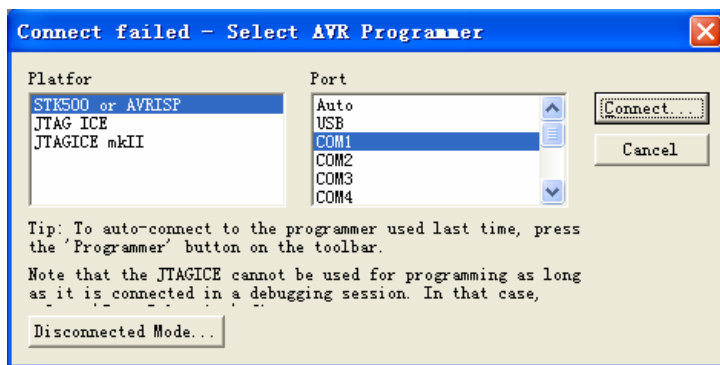 Connect failed - Select AVR Programmer
Platfor
Port
STK500 or AVRISP
JTAG ICE
JTAGICE mkII
Auto
USB
COM1
COM2
COM3
COM4
Connect...
Cancel
Tip: To auto-connect to the programmer used last time, press
the 'Programmer' button on the toolbar.
Note that the JTAGICE cannot be used for programming as long
as it is connected in a debugging session. In that case,
Disconnected Mode...